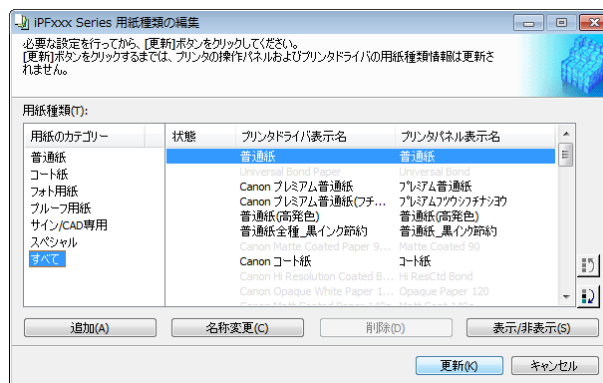 iPFxxx Series 用紙種類の編集
必要な設定を行ってから、[更新]ボタンをクリックしてください。
[更新]ボタンをクリックするまでは、プリンタの操作パネルおよびプリンタドライバの用紙種類情報は更新さ
れません。
用紙種類(T):
用紙のカテゴリー 状態 プリンタドライバ表示名 プリンタパネル表示名
普通紙 普通紙 普通紙
コート紙 Universal Bond Paper Universal Bond
フォト用紙 Canon プレミアム普通紙 プレミアム普通紙
プルーフ用紙 Canon プレミアム普通紙(フチ... プレミアムフツウシフチナシヨウ
サイン/CAD専用 普通紙(高発色) 普通紙(高発色)
スペシャル 普通紙全種_黒インク節約 普通紙_黒インク節約
すべて Canon Matte Coated Paper 9... Matte Coated 90
Canon コート紙 コート紙
Canon Hi Resolution Coated B... Hi ResCtd Bond
Canon Opaque White Paper 1... Opaque Paper 120
追加(A) 名称変更(C) 削除(D) 表示/非表示(S)
更新(K) キャンセル